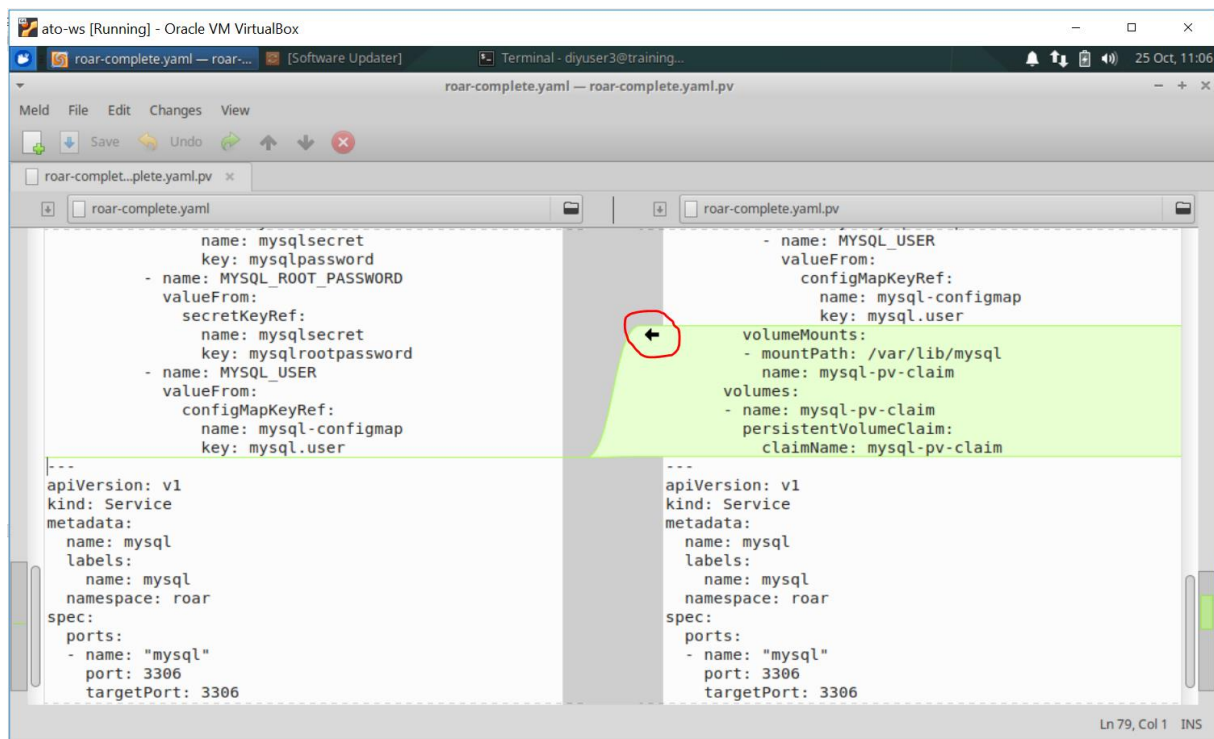 ato-ws [Running] - Oracle VM VirtualBox
roar-complete.yaml — roar-... [Software Updater] Terminal - diyuser3@training... 25 Oct, 11:06
roar-complete.yaml — roar-complete.yaml.pv
Meld File Edit Changes View
Save Undo
roar-complet...plete.yaml.pv
roar-complete.yaml
name: mysqlsecret
key: mysqlpassword
- name: MYSQL_ROOT_PASSWORD
valueFrom:
secretKeyRef:
name: mysqlsecret
key: mysqlrootpassword
- name: MYSQL_USER
valueFrom:
configMapKeyRef:
name: mysql-configmap
key: mysql.user
---
apiVersion: v1
kind: Service
metadata:
name: mysql
labels:
name: mysql
namespace: roar
spec:
ports:
- name: "mysql"
port: 3306
targetPort: 3306
roar-complete.yaml.pv
- name: MYSQL_USER
valueFrom:
configMapKeyRef:
name: mysql-configmap
key: mysql.user
volumeMounts:
- mountPath: /var/lib/mysql
name: mysql-pv-claim
volumes:
- name: mysql-pv-claim
persistentVolumeClaim:
claimName: mysql-pv-claim
---
apiVersion: v1
kind: Service
metadata:
name: mysql
labels:
name: mysql
namespace: roar
spec:
ports:
- name: "mysql"
port: 3306
targetPort: 3306
Ln 79, Col 1 INS